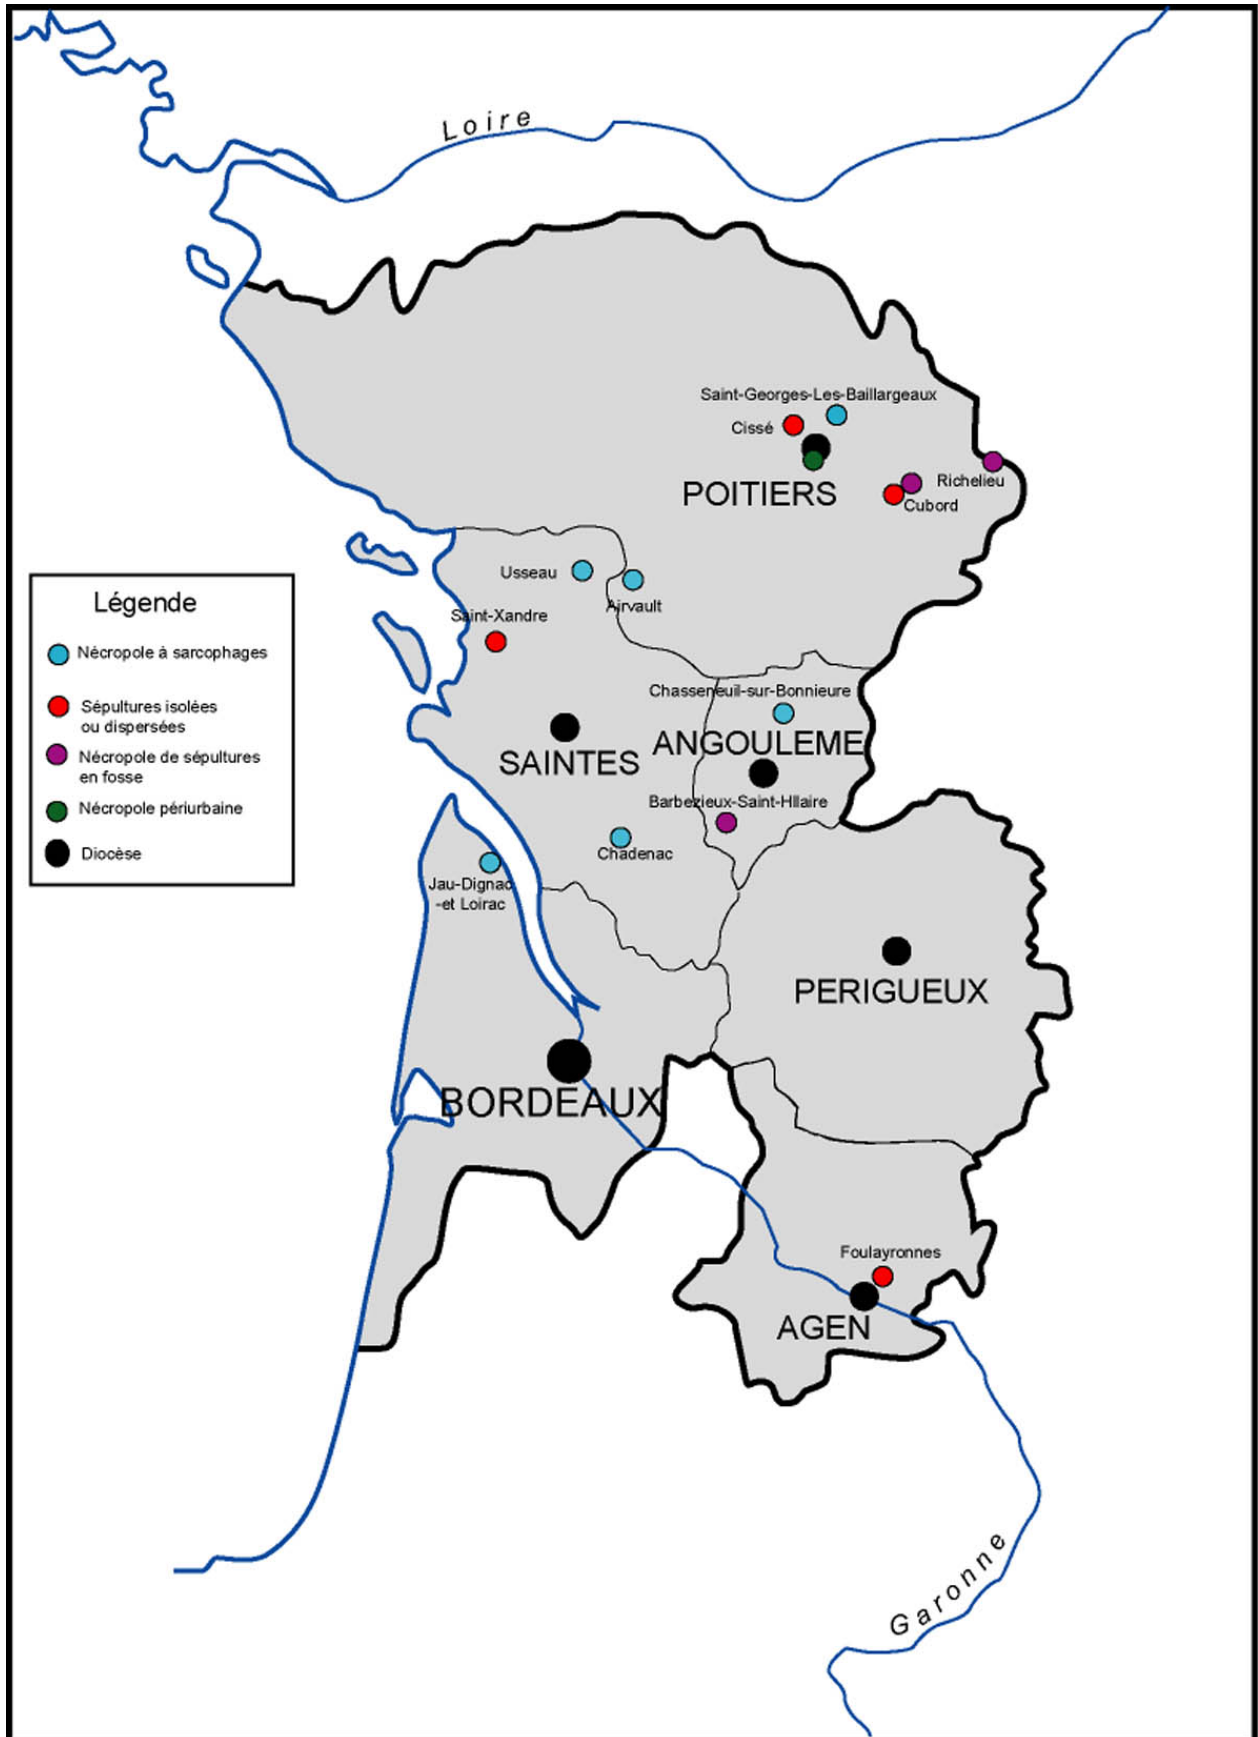 Loire
Saint-Georges-Les-Baillargeaux
Cissé
Richelieu
POITIERS
Cubord
Usseau
Airvault
Saint-Xandre
Légende
Nécropole à sarcophages
Sépultures isolées
ou dispersées
Nécropole de sépultures
en fosse
Nécropole périurbaine
Diocèse
Chasseneuil-sur-Bonnieure
ANGOULEME
SAINTES
Barbezieux-Saint-HIlaire
Chadenac
Jau-Dignac
-et Loirac
PERIGUEUX
BORDEAUX
Foulayronnes
AGEN
Garonne